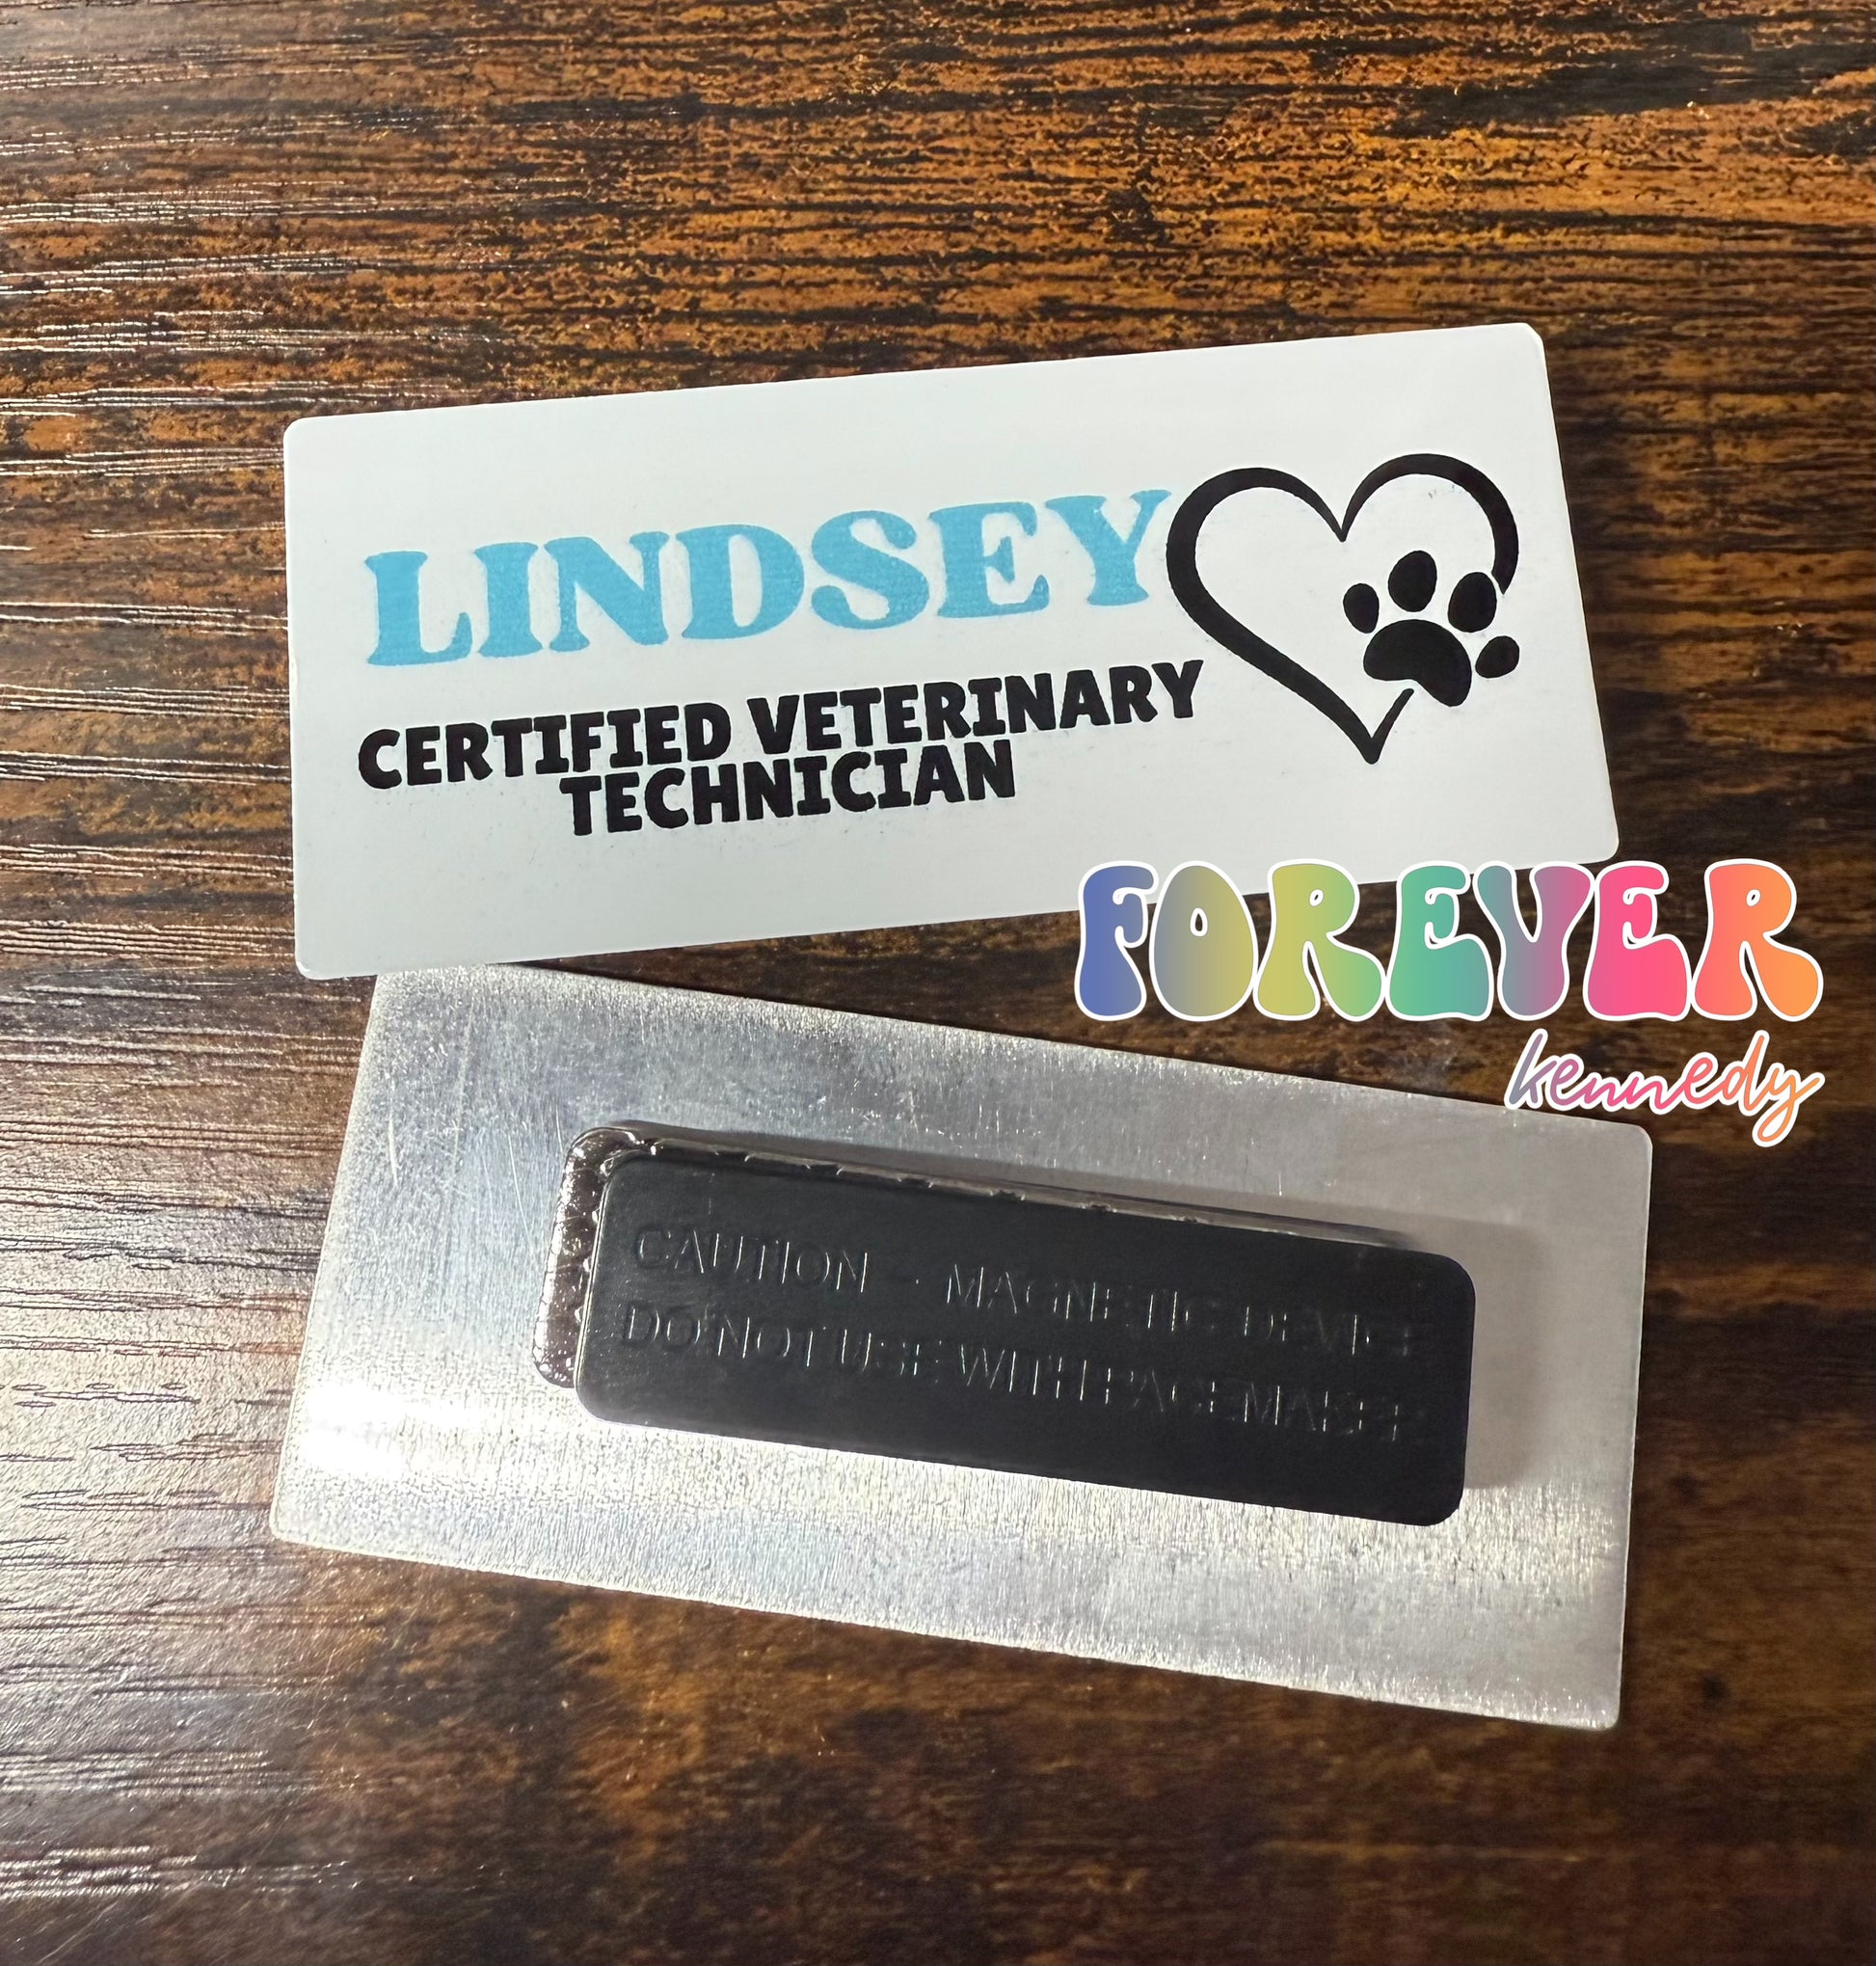 LINDSEY
CERTIFIED VETERINARY
TECHNICIAN
FOREVER
kennedy
CAUTION - MAGNETIC DEVICE
DO NOT USE WITH PACEMAKER